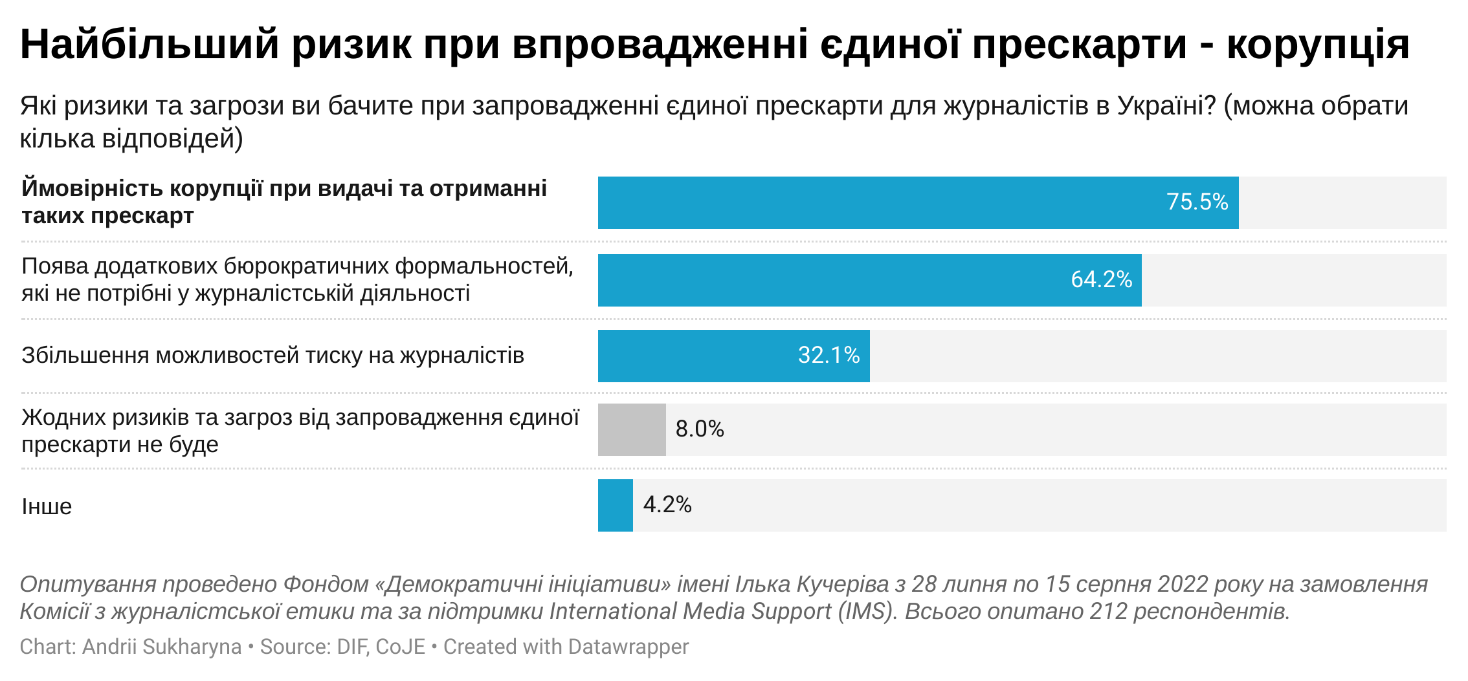 Найбільший ризик при впровадженні єдиної прескарти - корупція
Які ризики та загрози ви бачите при запровадженні єдиної прескарти для журналістів в Україні? (можна обрати
кілька відповідей)
Ймовірність корупції при видачі та отриманні
таких прескарт
75.5%
Поява додаткових бюрократичних формальностей,
які не потрібні у журналістській діяльності
64.2%
Збільшення можливостей тиску на журналістів
32.1%
Жодних ризиків та загроз від запровадження єдиної
прескарти не буде
8.0%
Інше
4.2%
Опитування проведено Фондом «Демократичні ініціативи» імені Ілька Кучеріва з 28 липня по 15 серпня 2022 року на замовлення
Комісії з журналістської етики та за підтримки International Media Support (IMS). Всього опитано 212 респондентів.
Chart: Andrii Sukharyna • Source: DIF, CoJE • Created with Datawrapper